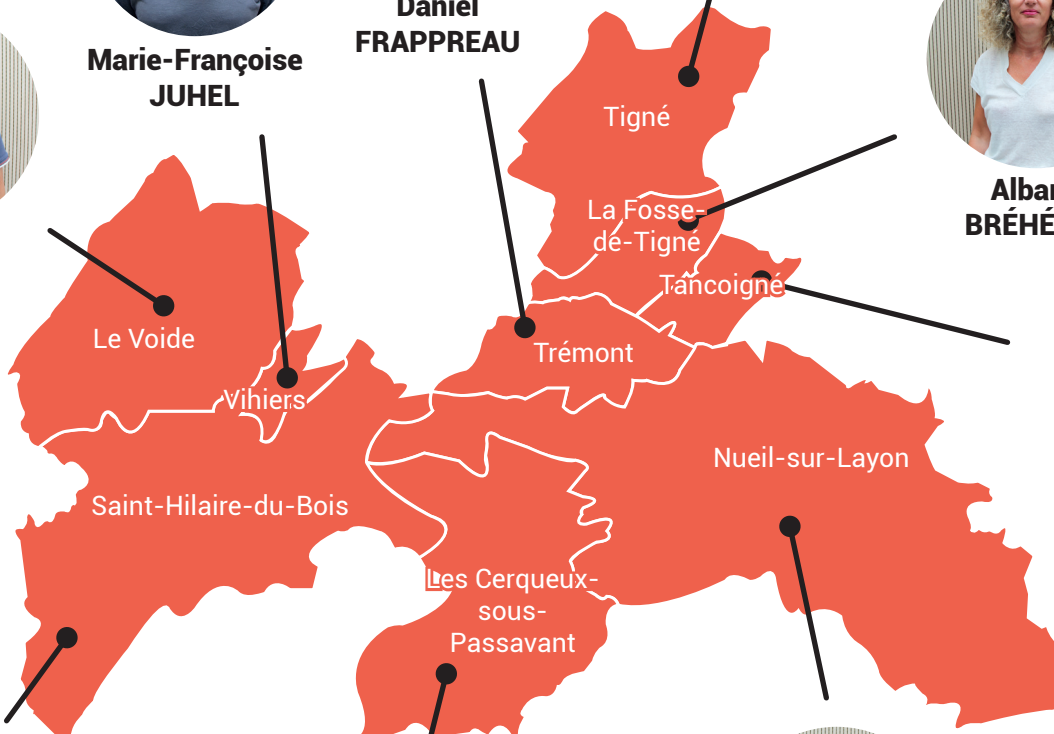 Daniel
FRAPPREAU
Marie-Françoise
JUHEL
Tigné
La Fosse-
de-Tigné
Tancoigné
Le Voide
Trémont
Vihiers
Nueil-sur-Layon
Saint-Hilaire-du-Bois
Les Cerqueux-
sous-
Passavant